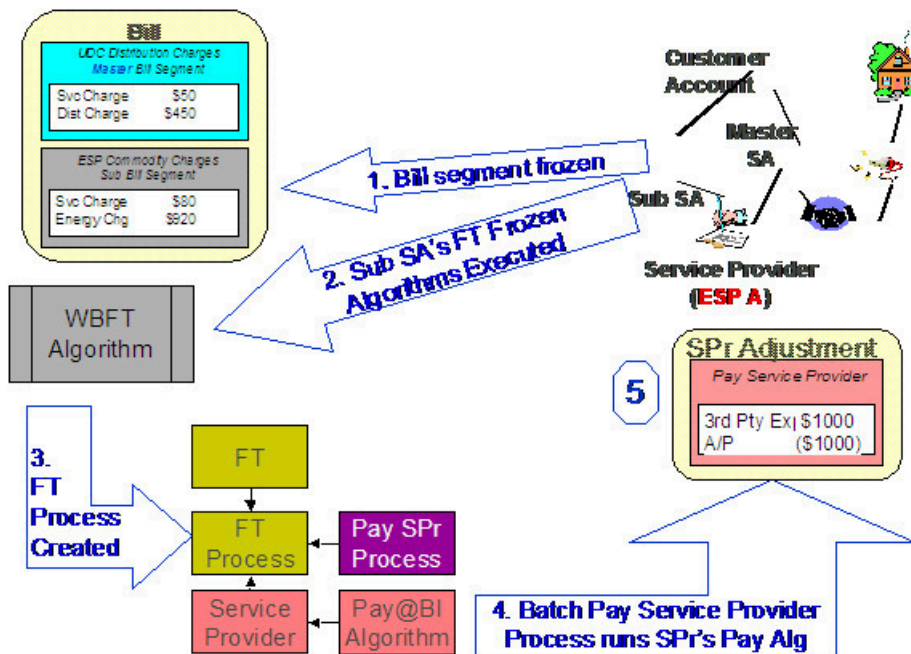 Bill
UDC Distribution Charges
Master Bill Segment
Svc Charge $50
Dist Charge $450
ESP Commodity Charges
Sub Bill Segment
Svc Charge $80
Energy Chg $920
Customer
Account
Master
SA
Sub SA
Service Provider
(ESP A)
1. Bill segment frozen
2. Sub SA's FT Frozen
Algorithms Executed
WBFT
Algorithm
SPr Adjustment
Pay Service Provider
3rd Pty Exp $1000
A/P ($1000)
5
3.
FT
Process
Created
FT
FT
Process
Pay SPr
Process
Service
Provider
Pay@BI
Algorithm
4. Batch Pay Service Provider
Process runs SPr's Pay Alg